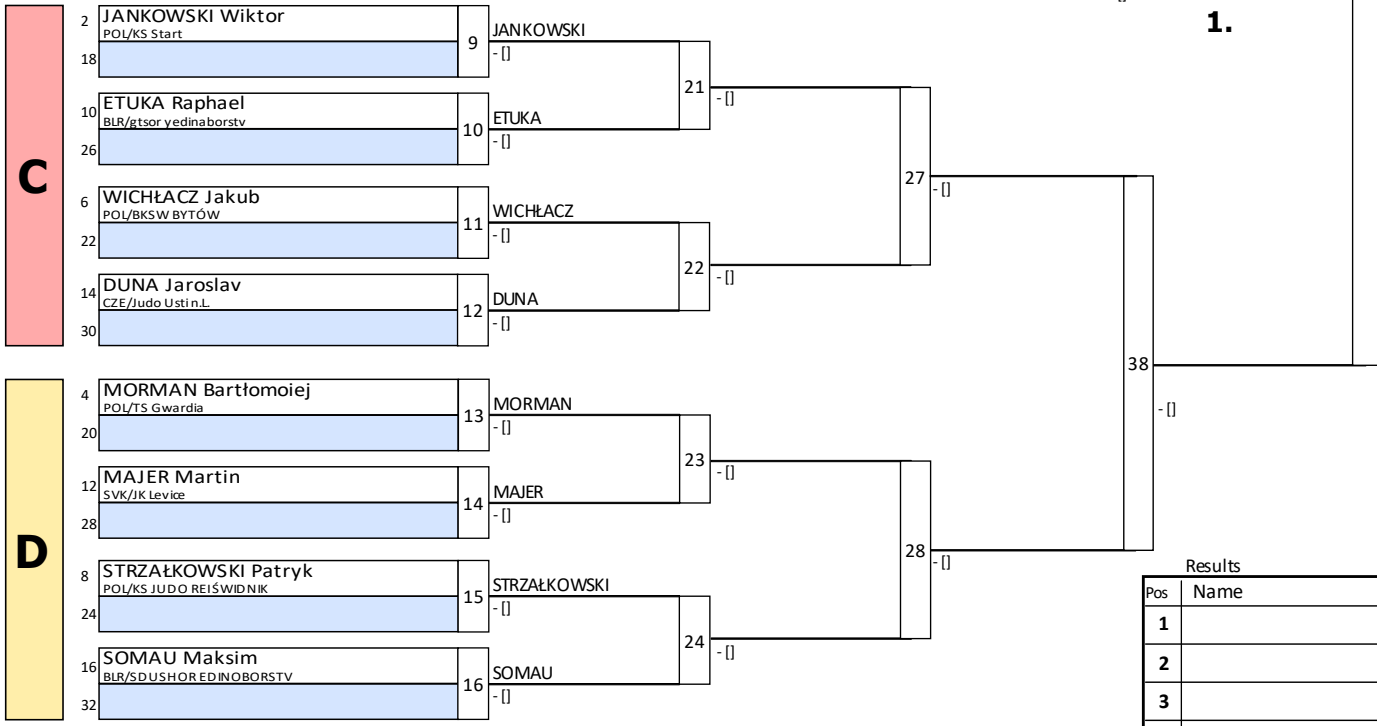 - []
1.
C
2 JANKOWSKI Wiktor
POL/KS Start
18
9 JANKOWSKI
- []
21 - []
10 ETUKA Raphael
BLR/gtsor yedinaborstv
26
10 ETUKA
- []
27 - []
6 WICHŁACZ Jakub
POL/BKSW BYTÓW
22
11 WICHŁACZ
- []
22 - []
14 DUNA Jaroslav
CZE/Judo Usti n.L.
30
12 DUNA
- []
38 - []
D
4 MORMAN Bartłomoiej
POL/TS Gwardia
20
13 MORMAN
- []
23 - []
12 MAJER Martin
SVK/JK Levice
28
14 MAJER
- []
28 - []
8 STRZAŁKOWSKI Patryk
POL/KS JUDO REIŚWIDNIK
24
15 STRZAŁKOWSKI
- []
24 - []
16 SOMAU Maksim
BLR/SDUSHOR EDINOBORSTV
32
16 SOMAU
- []
Results
Pos Name
1
2
3